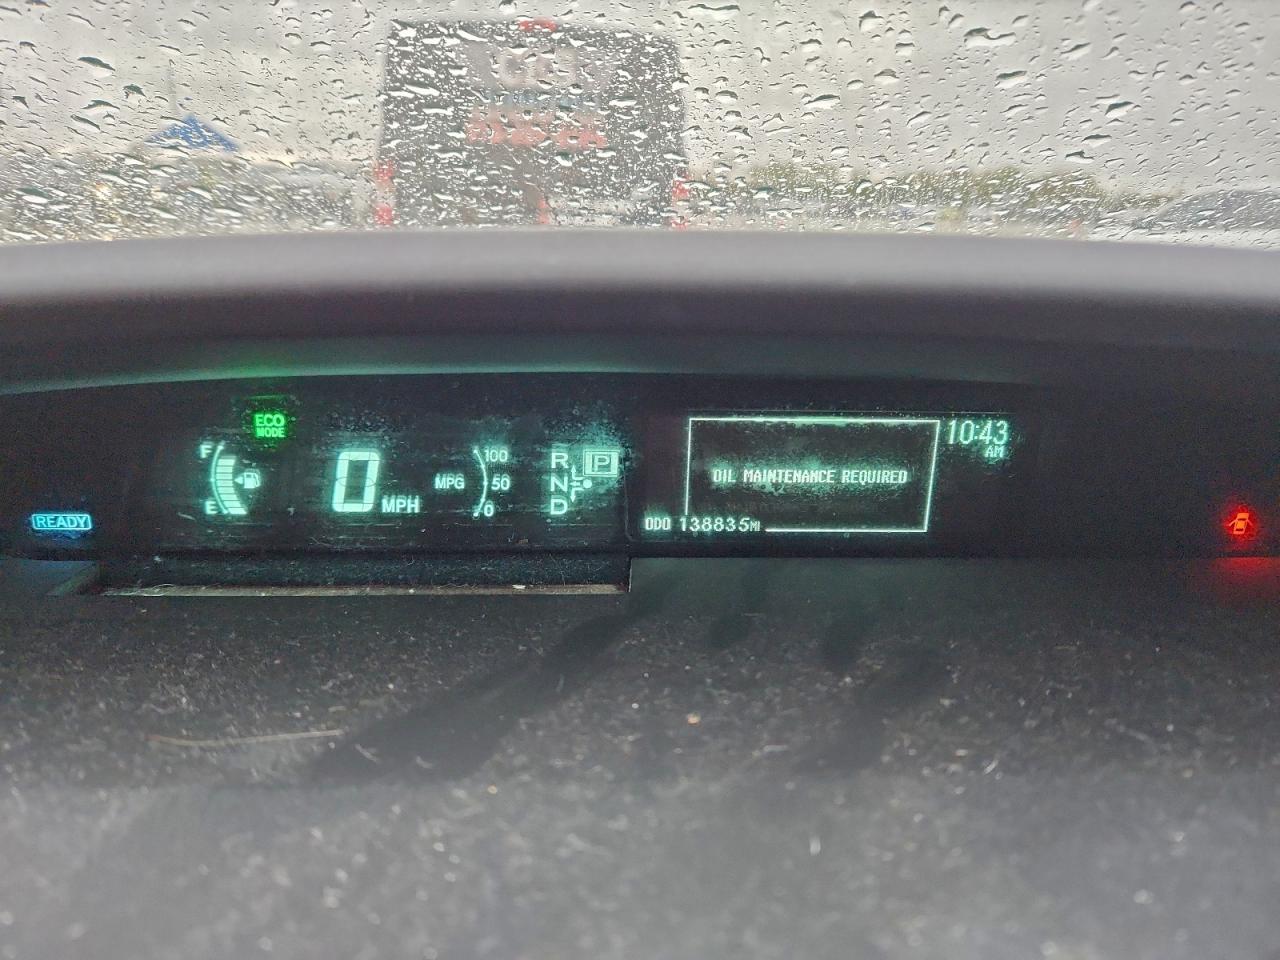 ECO
MODE
F
E
0 MPH
MPG
100
50
0
R
N
D
P
READY
OIL MAINTENANCE REQUIRED
ODO 138835MI
10:43
AM